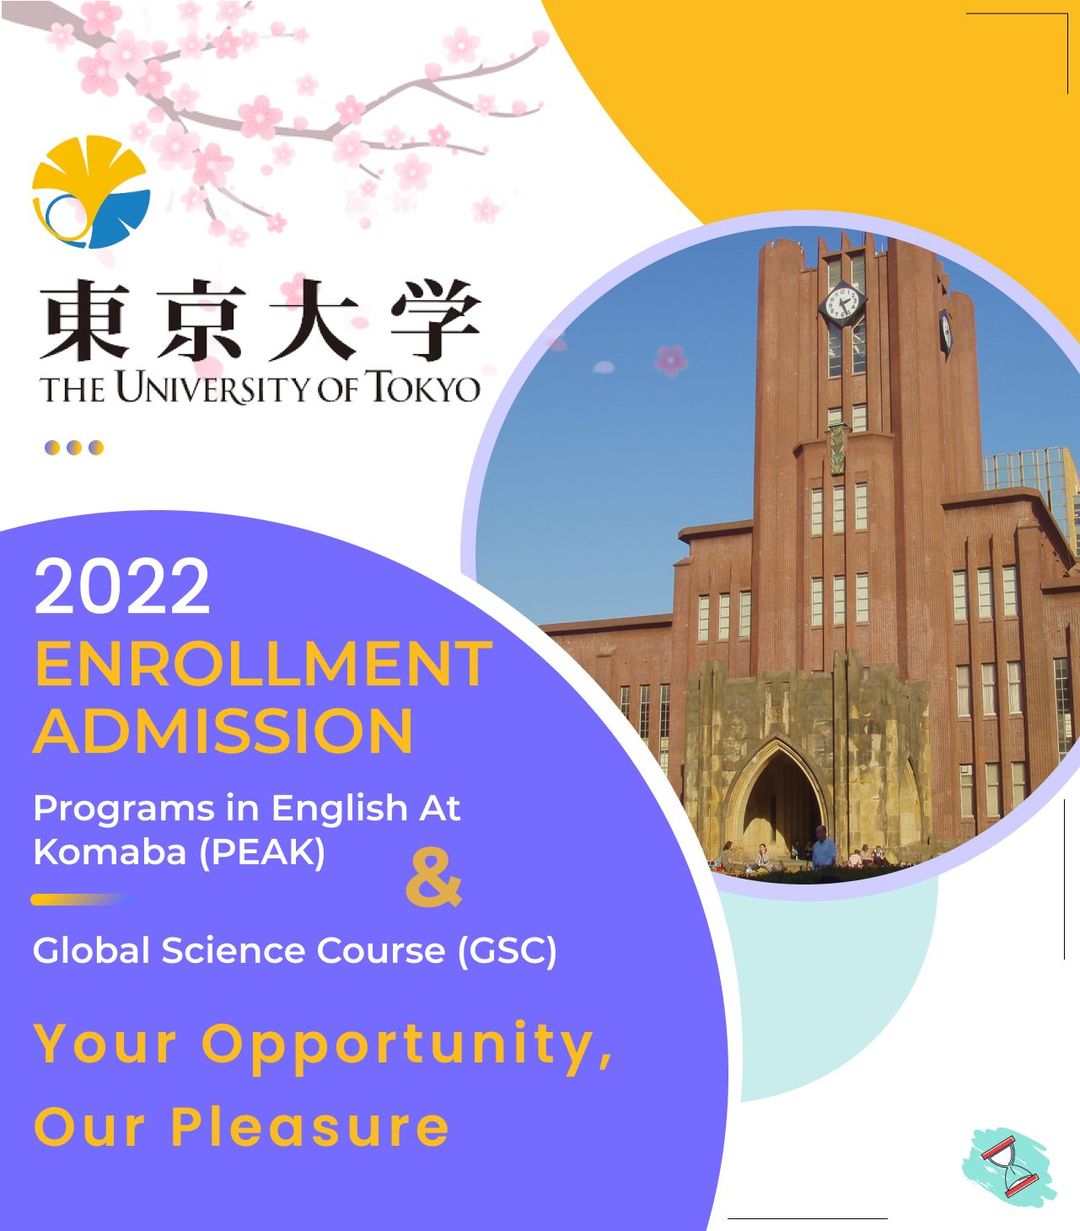 東京大学
THE UNIVERSITY OF TOKYO
2022
ENROLLMENT
ADMISSION
Programs in English At
Komaba (PEAK)
&
Global Science Course (GSC)
Your Opportunity,
Our Pleasure